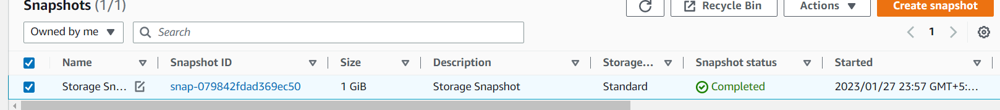 Snapshots (1/1)
Recycle Bin
Actions
Create snapshot
Owned by me
Search
1
Name Snapshot ID Size Description Storage... Snapshot status Started
Storage Sn... snap-079842fdad369ec50 1 GiB Storage Snapshot Standard Completed 2023/01/27 23:57 GMT+5:...